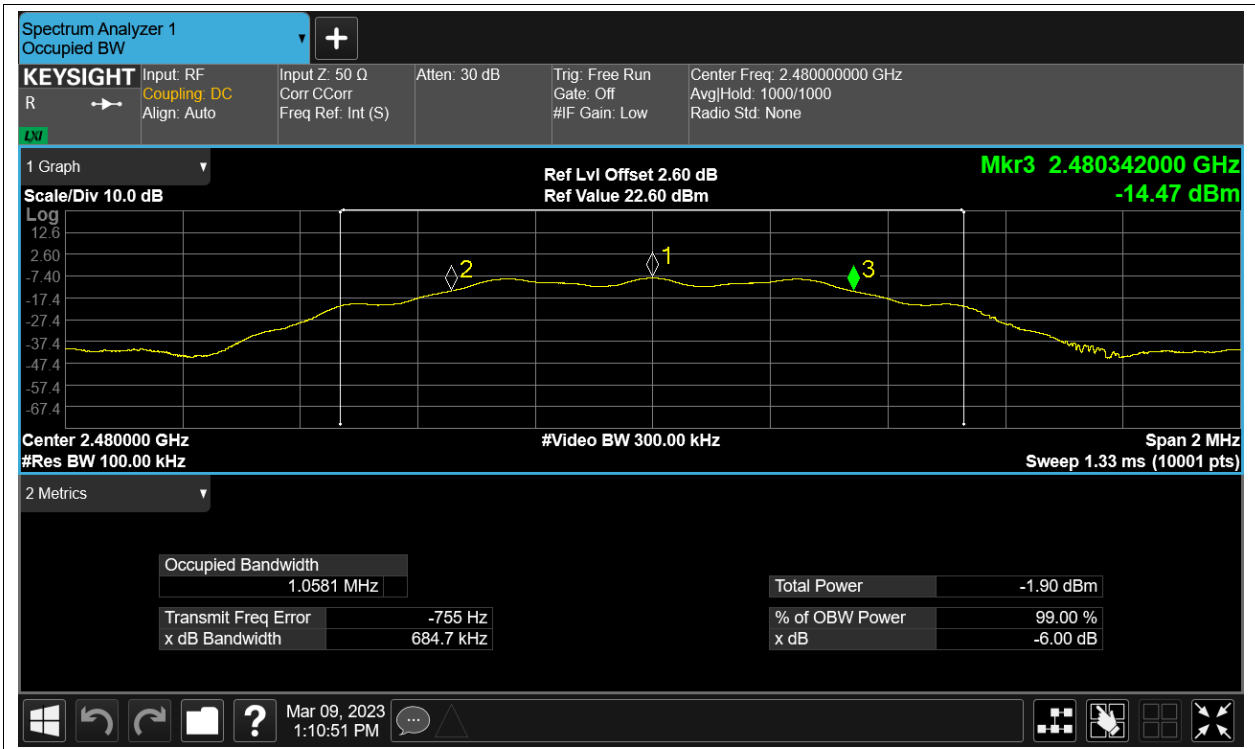 Spectrum Analyzer 1
Occupied BW
KEYSIGHT
R
LXI
Input: RF
Coupling: DC
Align: Auto
Input Z: 50 Ω
Corr CCorr
Freq Ref: Int (S)
Atten: 30 dB
Trig: Free Run
Gate: Off
#IF Gain: Low
Center Freq: 2.480000000 GHz
Avg|Hold: 1000/1000
Radio Std: None
1 Graph
Scale/Div 10.0 dB
Ref Lvl Offset 2.60 dB
Ref Value 22.60 dBm
Mkr3 2.480342000 GHz
-14.47 dBm
Log
12.6
2.60
-7.40
-17.4
-27.4
-37.4
-47.4
-57.4
-67.4
2
1
3
Center 2.480000 GHz
#Res BW 100.00 kHz
#Video BW 300.00 kHz
Span 2 MHz
Sweep 1.33 ms (10001 pts)
2 Metrics
Occupied Bandwidth
1.0581 MHz
Transmit Freq Error -755 Hz
x dB Bandwidth 684.7 kHz
Total Power -1.90 dBm
% of OBW Power 99.00 %
x dB -6.00 dB
?
Mar 09, 2023
1:10:51 PM